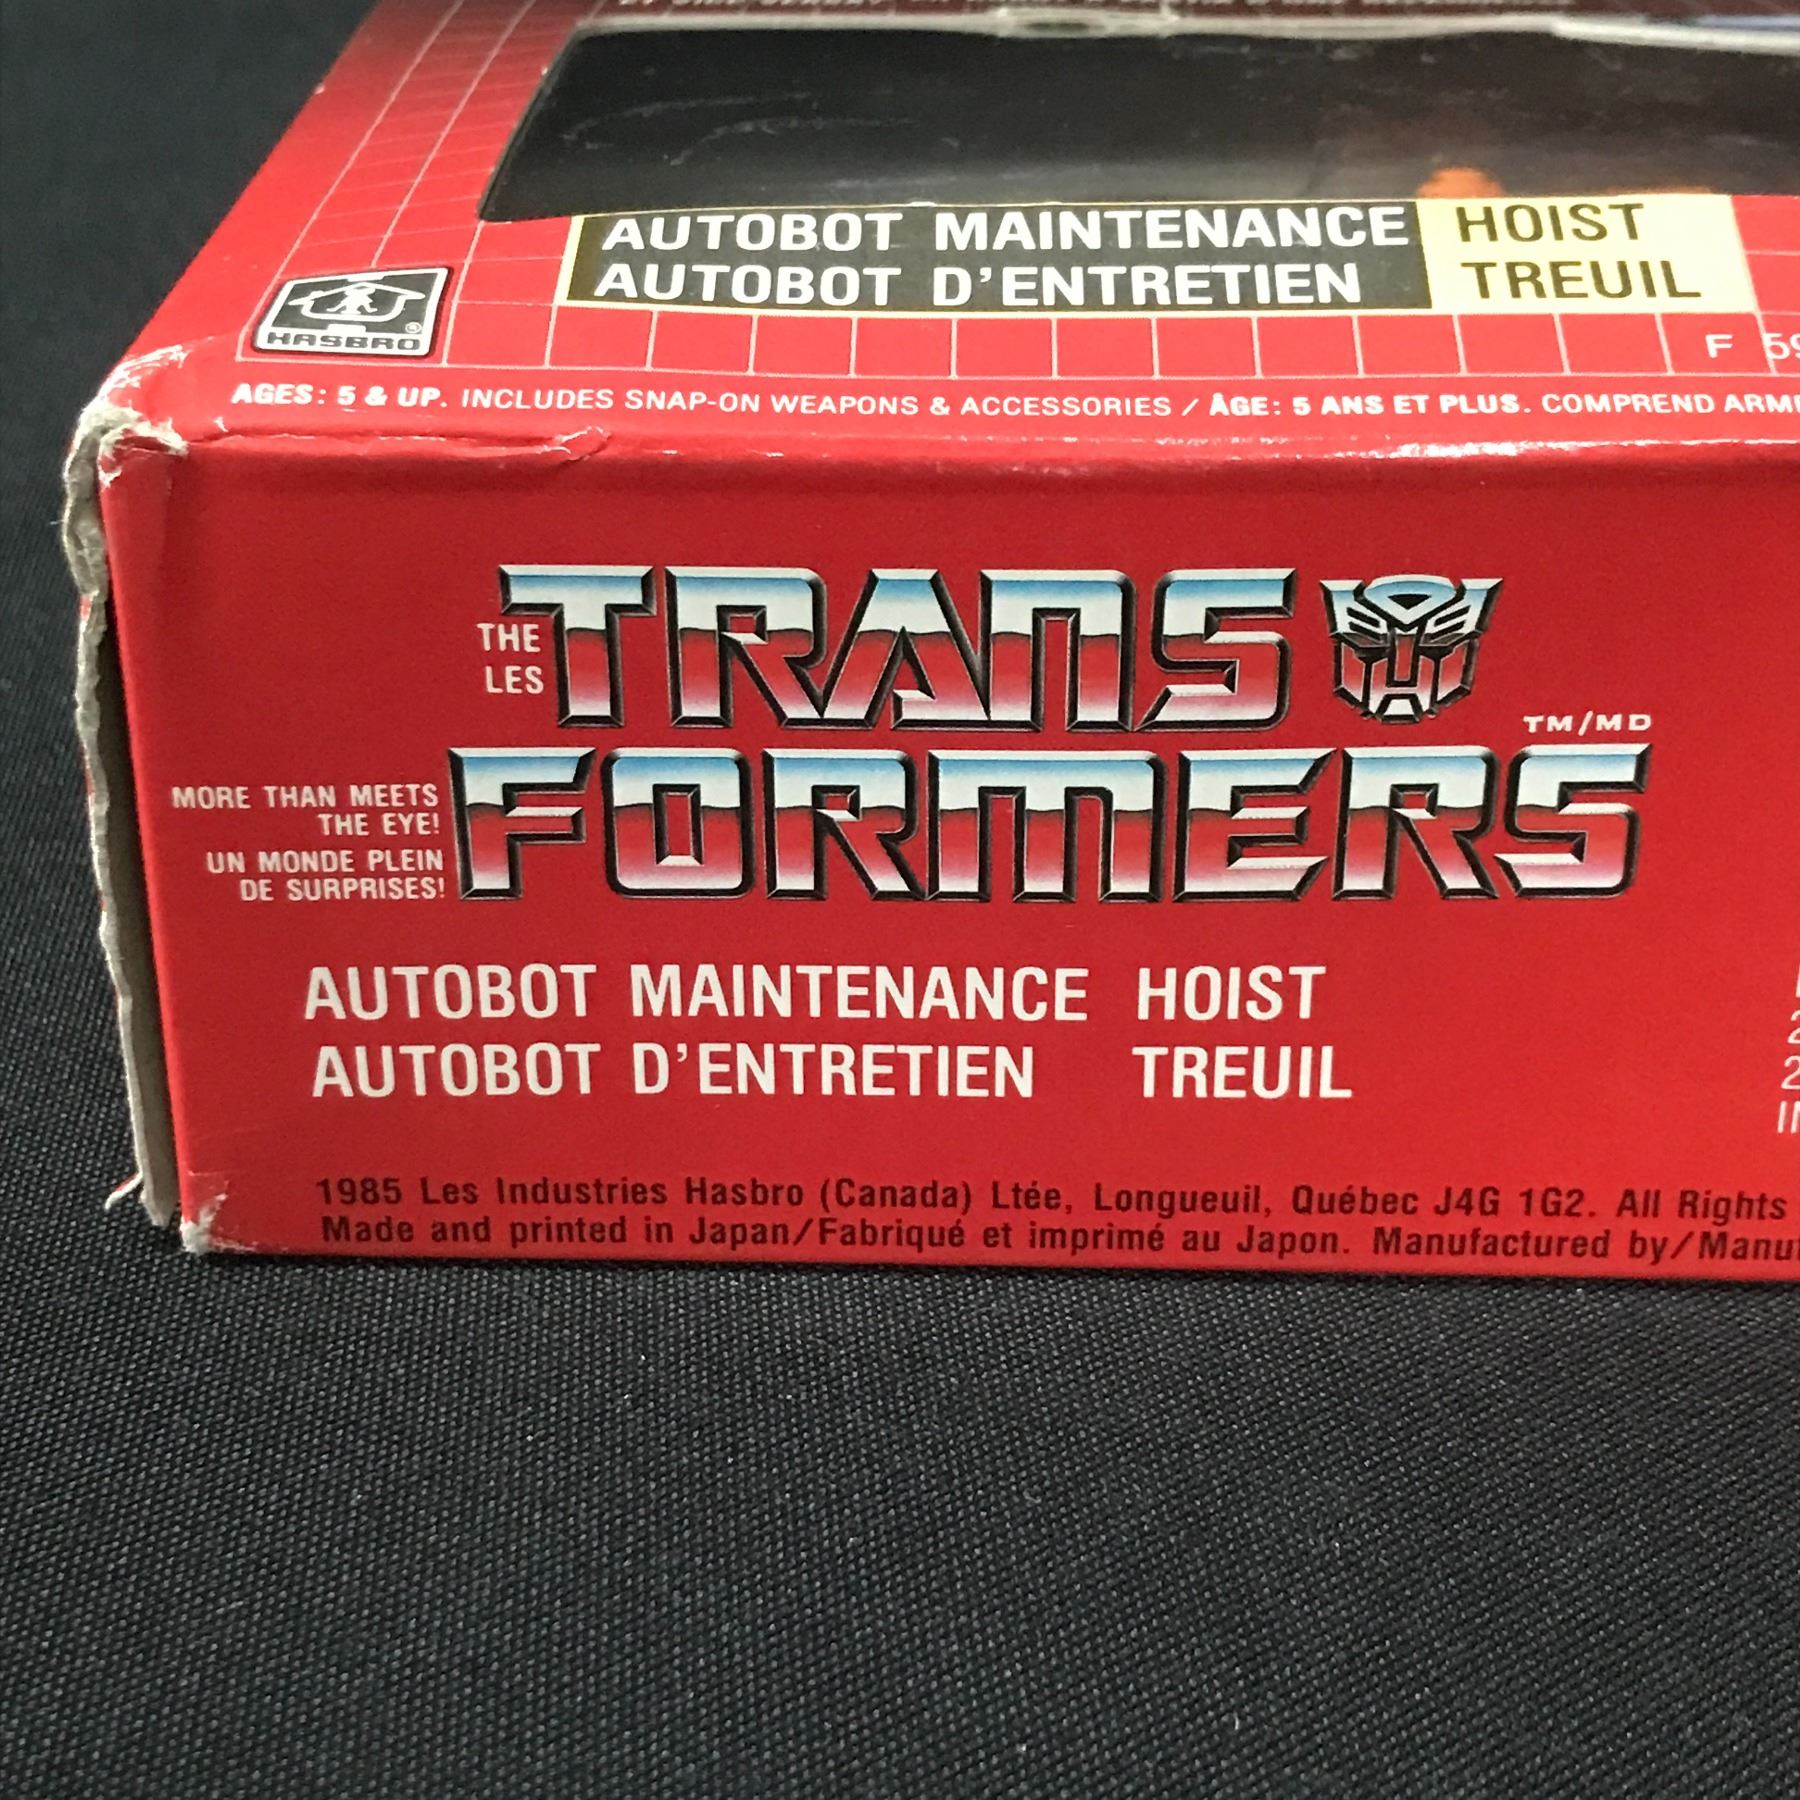 AUTOBOT MAINTENANCE HOIST
AUTOBOT D'ENTRETIEN TREUIL
HASBRO
F
AGES: 5 & UP. INCLUDES SNAP-ON WEAPONS & ACCESSORIES / ÂGE: 5 ANS ET PLUS. COMPREND
THE
LES
TRANS
TM/MD
FORMERS
MORE THAN MEETS
THE EYE!
UN MONDE PLEIN
DE SURPRISES!
AUTOBOT MAINTENANCE HOIST
AUTOBOT D'ENTRETIEN TREUIL
1985 Les Industries Hasbro (Canada) Ltée, Longueuil, Québec J4G 1G2. All Rights
Made and printed in Japan/Fabriqué et imprimé au Japon. Manufactured by/